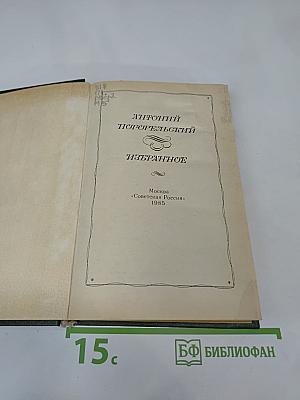 АНТОНИЙ
ПОГОРЕЛЬСКИЙ
ИЗБРАННОЕ
Москва
«Советская Россия»
1985
15с
БФ БИБЛИОФАН